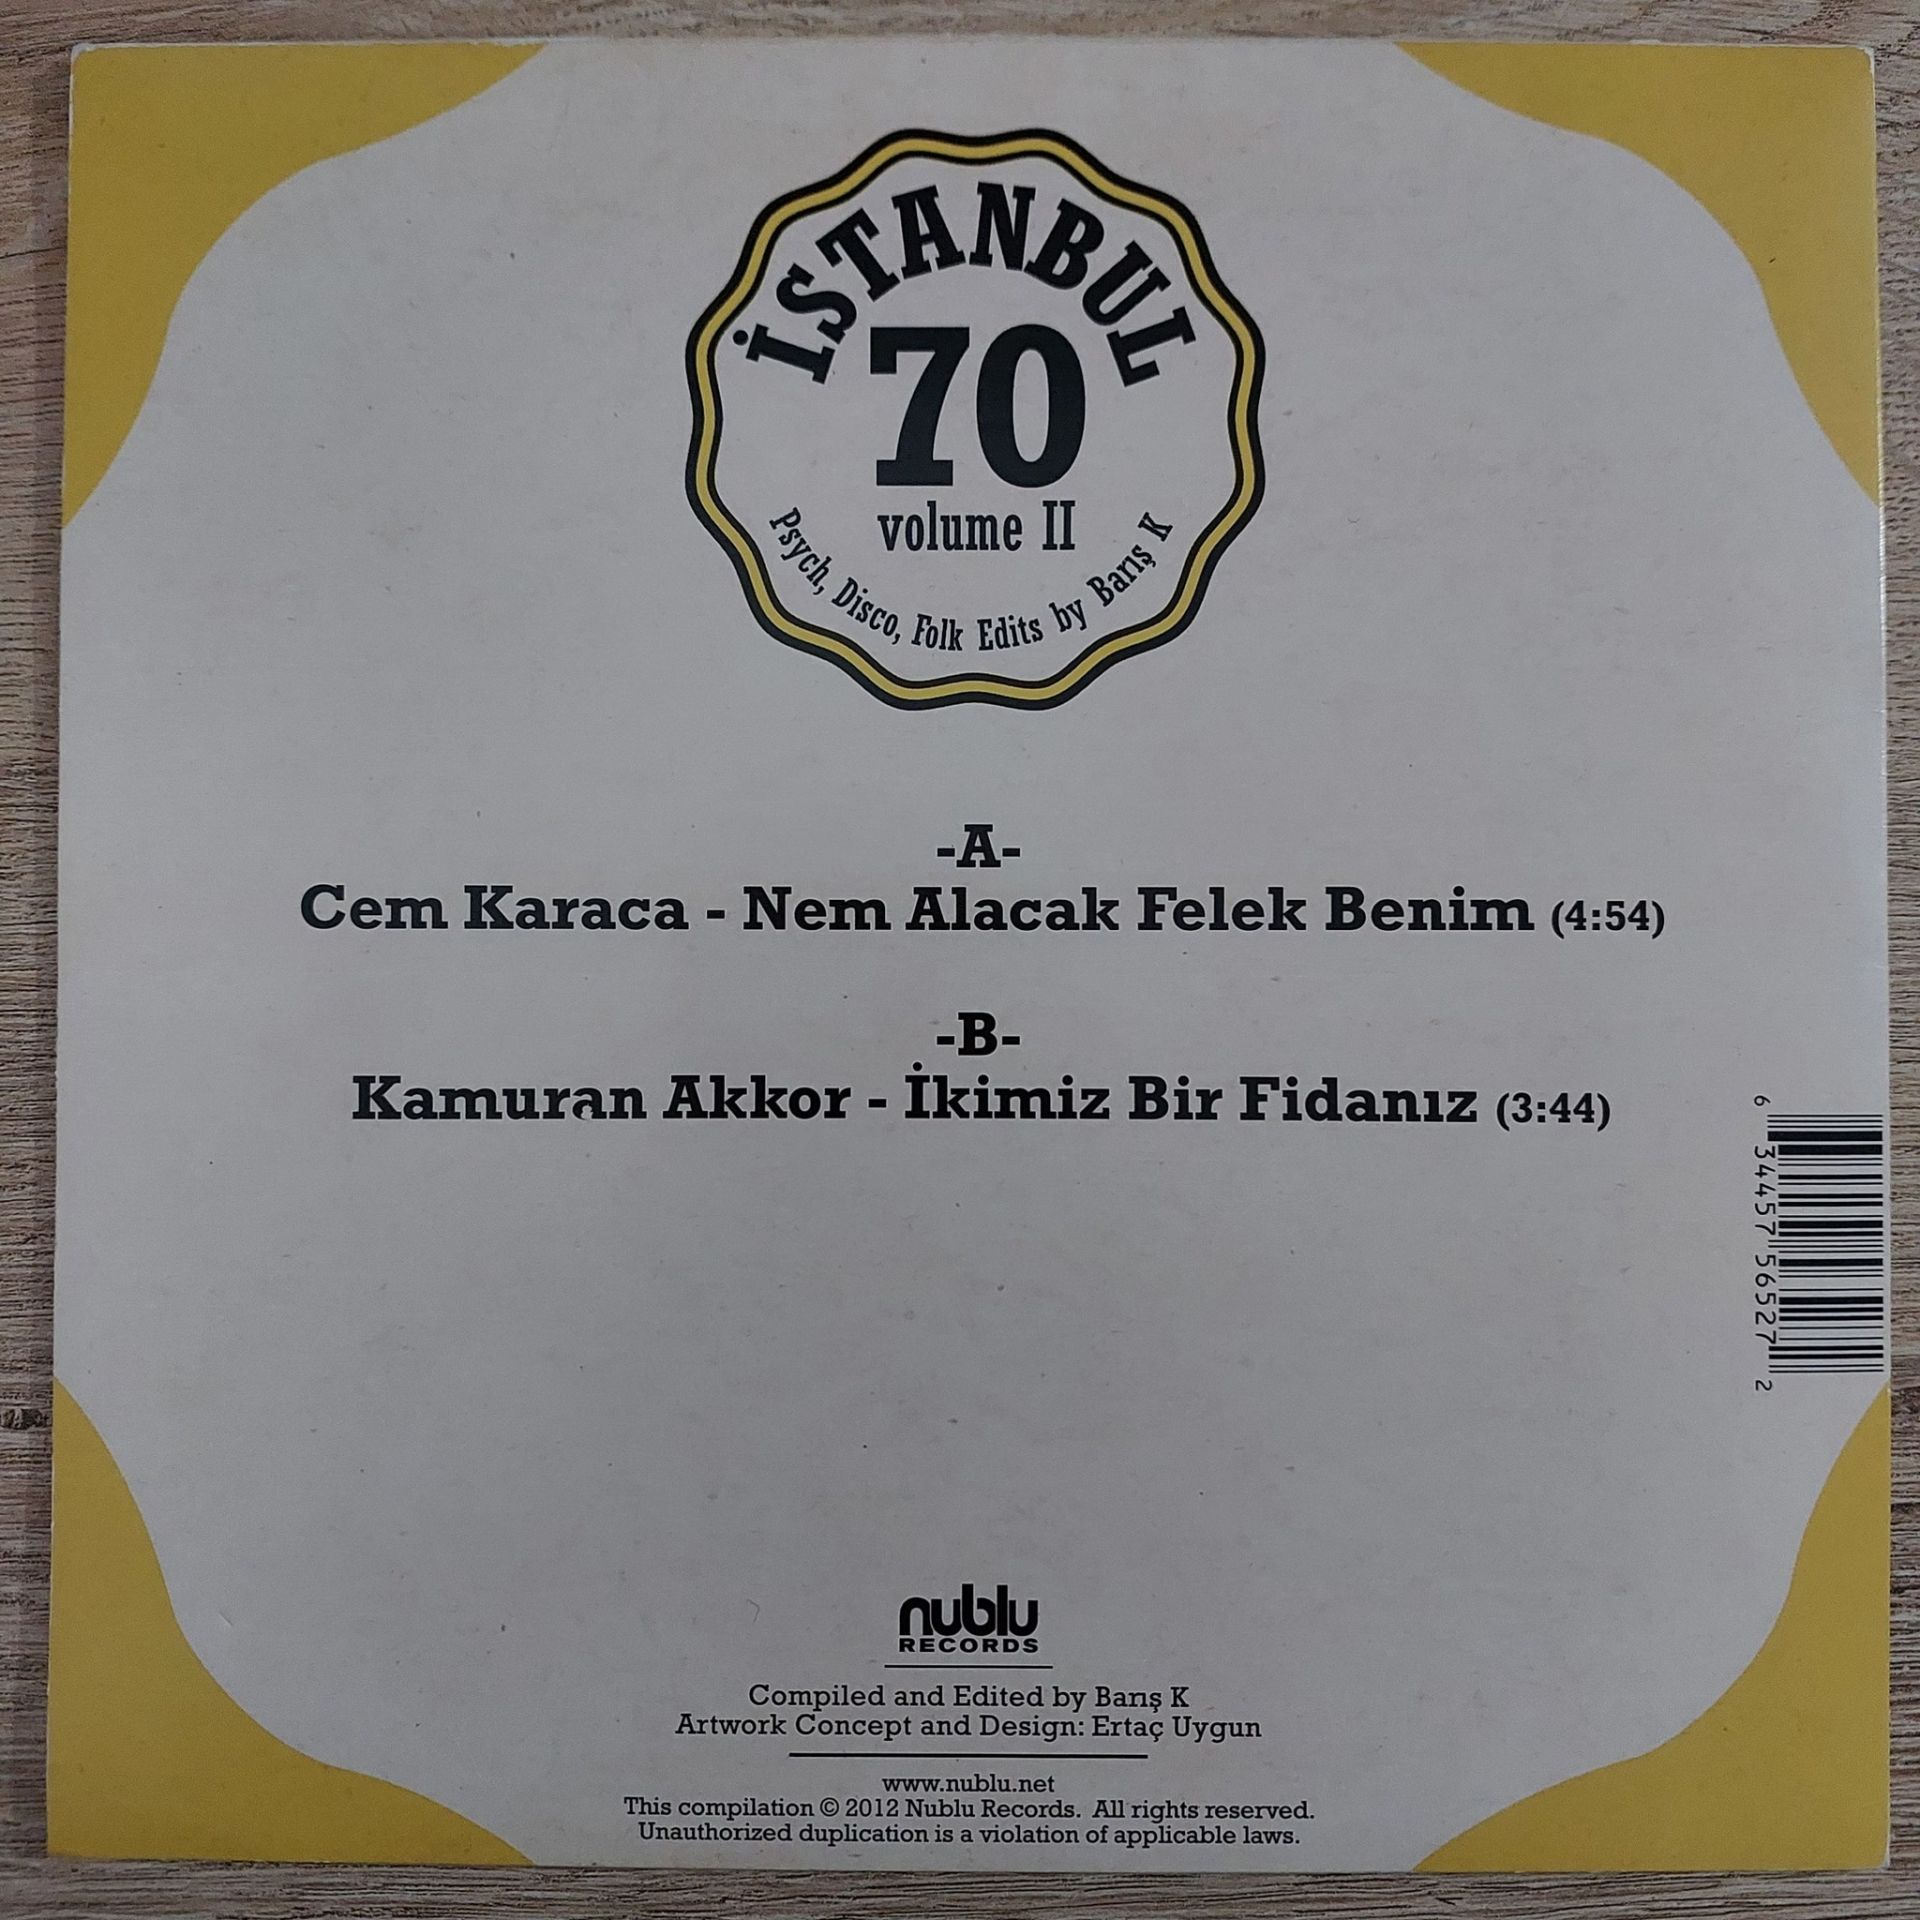 İSTANBUL
70
volume II
Psych, Disco, Folk Edits by Barış K
-A-
Cem Karaca - Nem Alacak Felek Benim (4:54)
-B-
Kamuran Akkor - İkimiz Bir Fidanız (3:44)
6 34457 56527 2
nublu
RECORDS
Compiled and Edited by Barış K
Artwork Concept and Design: Ertaç Uygun
www.nublu.net
This compilation © 2012 Nublu Records. All rights reserved.
Unauthorized duplication is a violation of applicable laws.